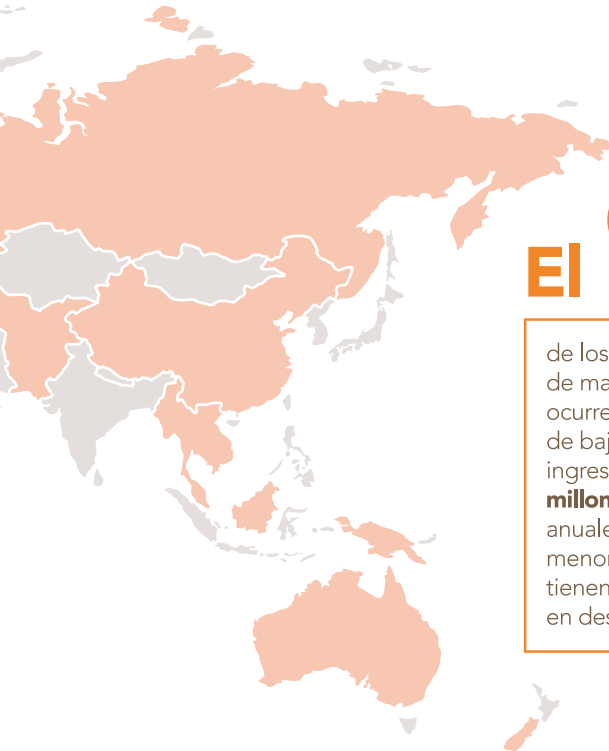 El
de los
de ma
ocurre
de baj
ingres
millon
anuale
menor
tienen
en des